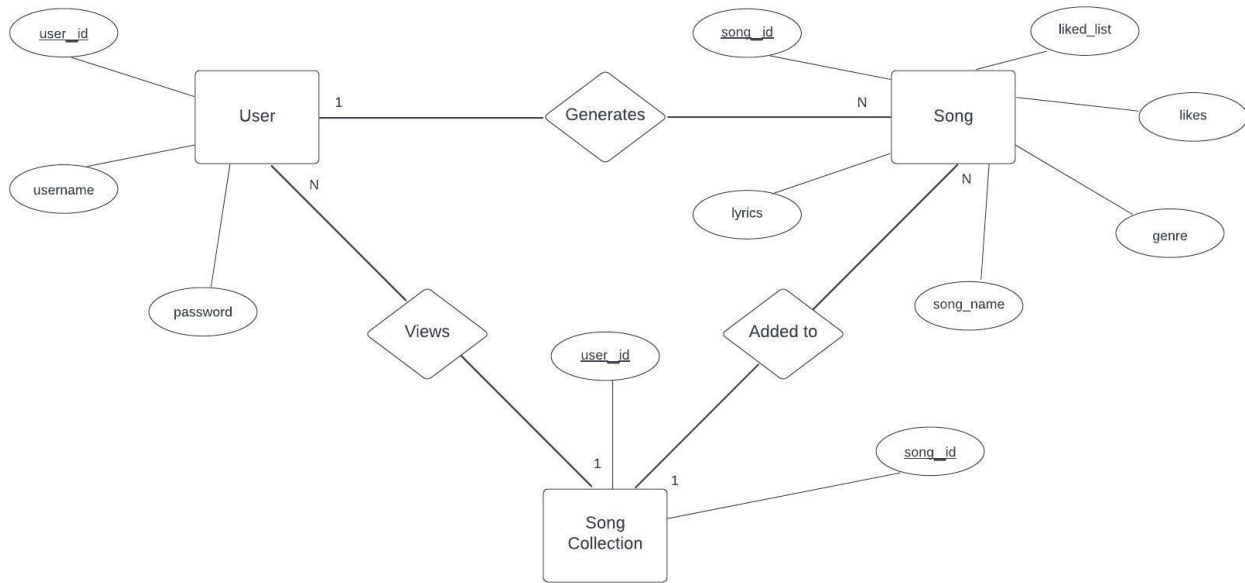 user_id
song_id
liked_list
User
1
Generates
N
Song
likes
username
N
lyrics
N
genre
password
song_name
Views
Added to
user_id
song_id
1
1
Song
Collection